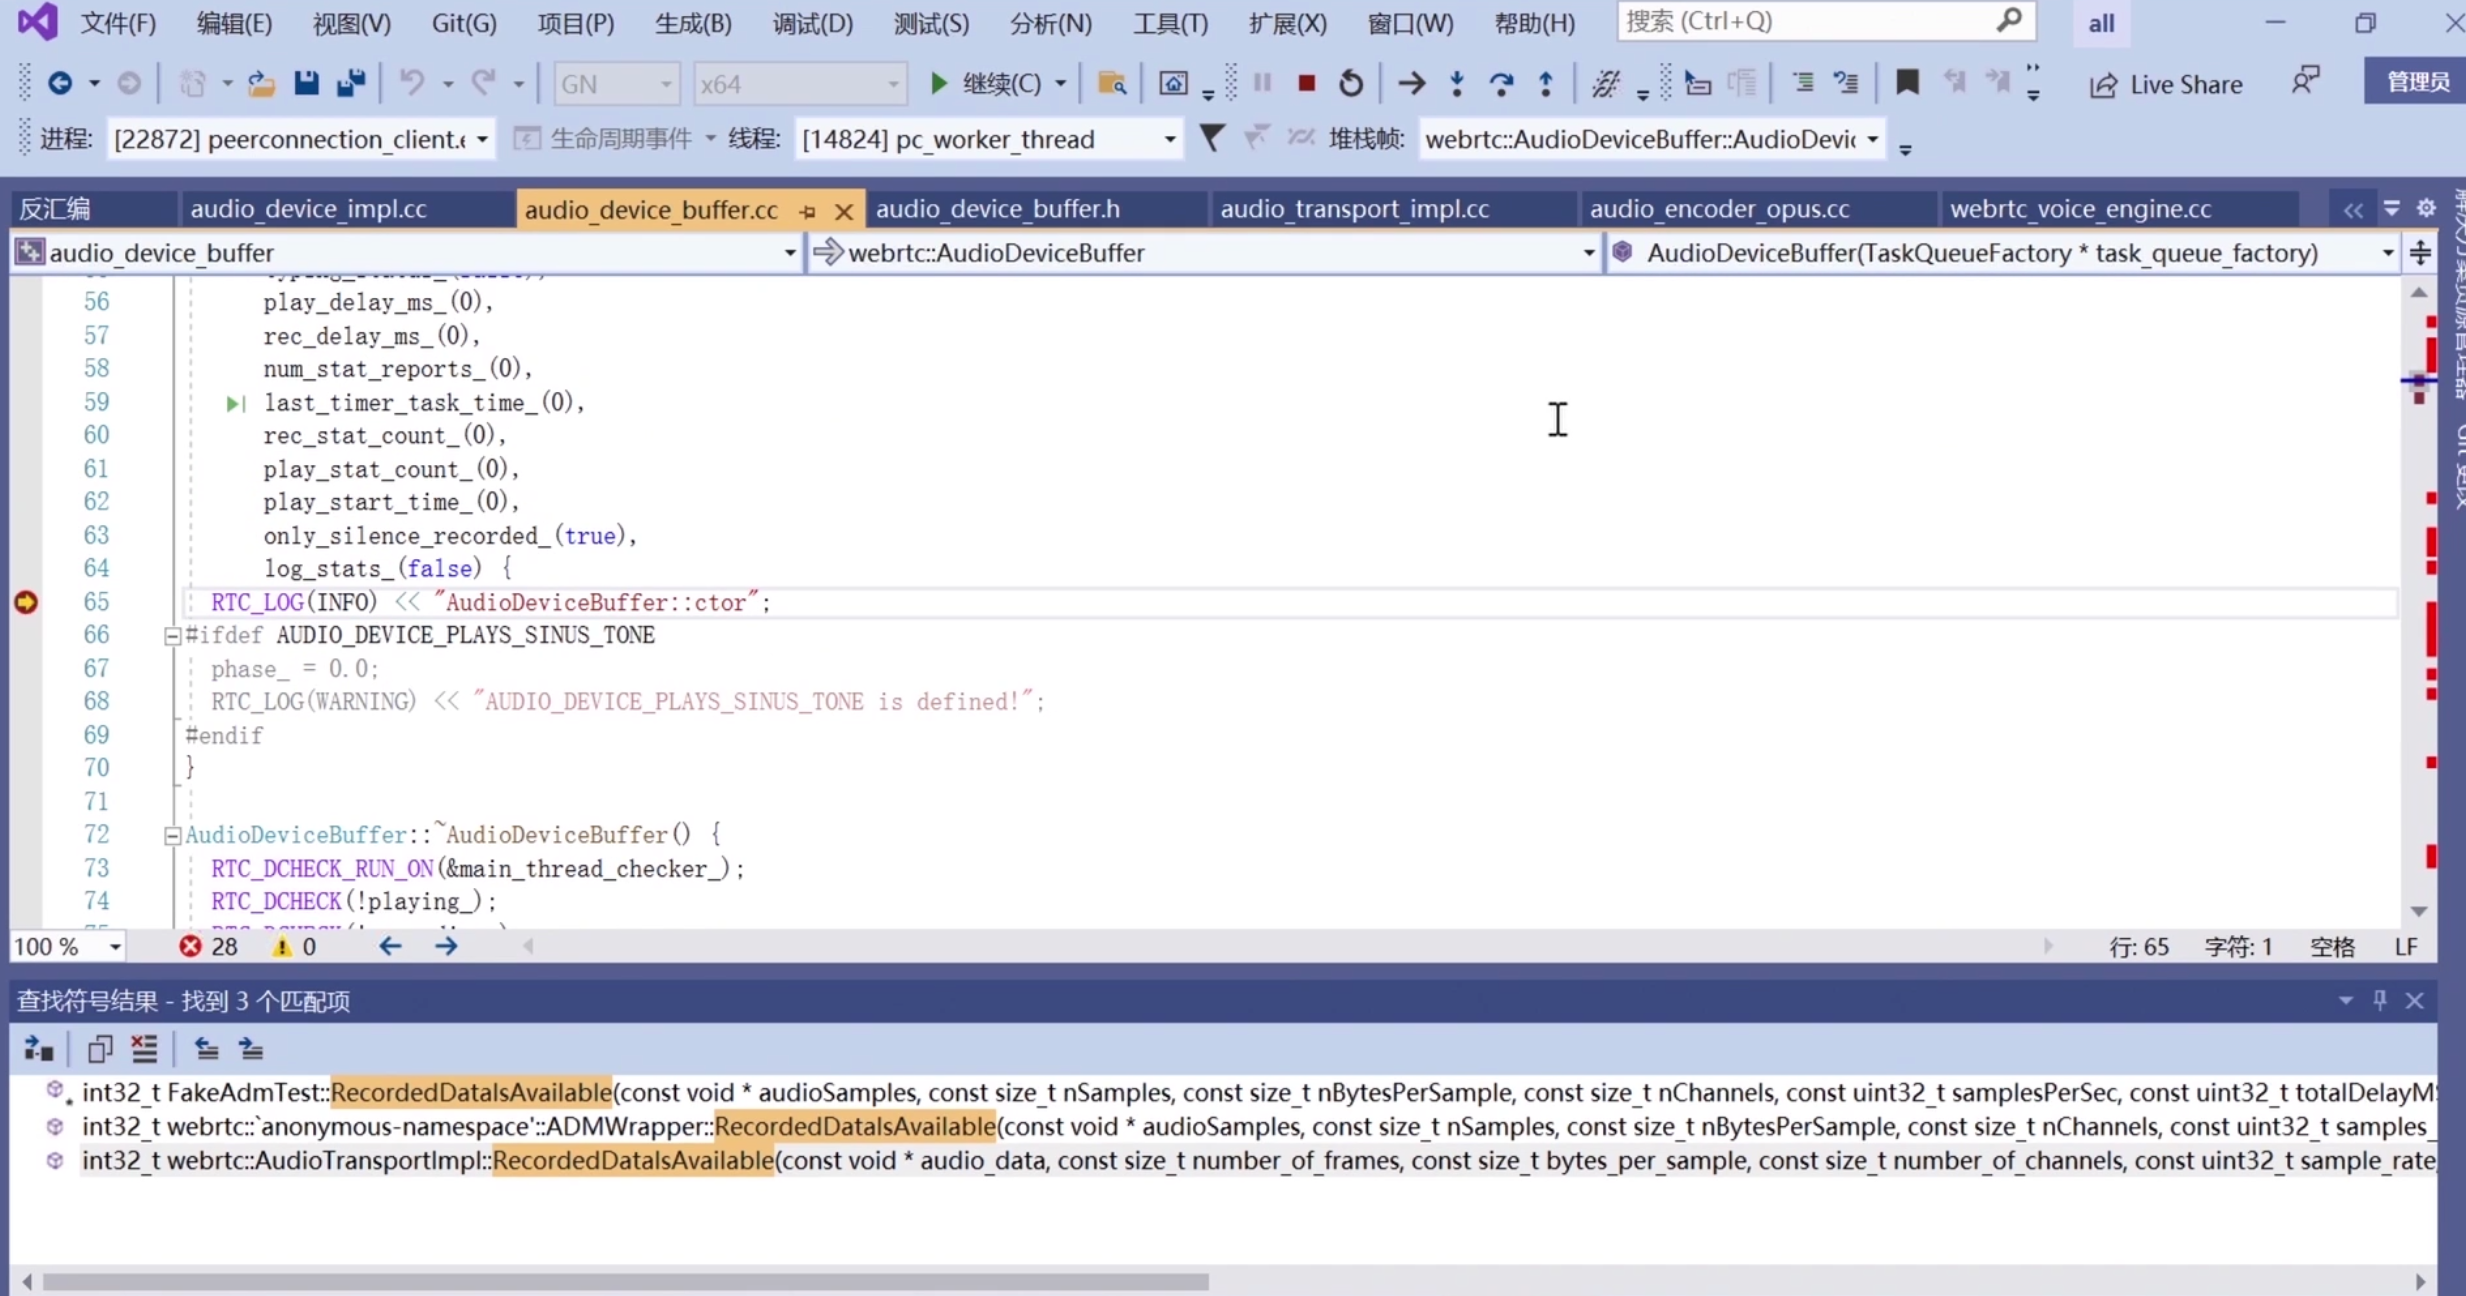 文件(F) 编辑(E) 视图(V) Git(G) 项目(P) 生成(B) 调试(D) 测试(S) 分析(N) 工具(T) 扩展(X) 窗口(W) 帮助(H) 搜索 (Ctrl+Q) all
GN x64 继续(C) Live Share 管理员
进程: [22872] peerconnection_client.e 生命周期事件 线程: [14824] pc_worker_thread 堆栈帧: webrtc::AudioDeviceBuffer::AudioDevic
反汇编 audio_device_impl.cc audio_device_buffer.cc audio_device_buffer.h audio_transport_impl.cc audio_encoder_opus.cc webrtc_voice_engine.cc
audio_device_buffer webrtc::AudioDeviceBuffer AudioDeviceBuffer(TaskQueueFactory * task_queue_factory)
56 play_delay_ms_(0),
57 rec_delay_ms_(0),
58 num_stat_reports_(0),
59 last_timer_task_time_(0),
60 rec_stat_count_(0),
61 play_stat_count_(0),
62 play_start_time_(0),
63 only_silence_recorded_(true),
64 log_stats_(false) {
65 RTC_LOG(INFO) << "AudioDeviceBuffer::ctor";
66 #ifdef AUDIO_DEVICE_PLAYS_SINUS_TONE
67 phase_ = 0.0;
68 RTC_LOG(WARNING) << "AUDIO_DEVICE_PLAYS_SINUS_TONE is defined!";
69 #endif
70 }
71
72 AudioDeviceBuffer::~AudioDeviceBuffer() {
73 RTC_DCHECK_RUN_ON(&main_thread_checker_);
74 RTC_DCHECK(!playing_);
100 % 28 0 行: 65 字符: 1 空格 LF
查找符号结果 - 找到 3 个匹配项
int32_t FakeAdmTest::RecordedDataIsAvailable(const void * audioSamples, const size_t nSamples, const size_t nBytesPerSample, const size_t nChannels, const uint32_t samplesPerSec, const uint32_t totalDelayMS
int32_t webrtc::`anonymous-namespace'::ADMWrapper::RecordedDataIsAvailable(const void * audioSamples, const size_t nSamples, const size_t nBytesPerSample, const size_t nChannels, const uint32_t samples_
int32_t webrtc::AudioTransportImpl::RecordedDataIsAvailable(const void * audio_data, const size_t number_of_frames, const size_t bytes_per_sample, const size_t number_of_channels, const uint32_t sample_rate,